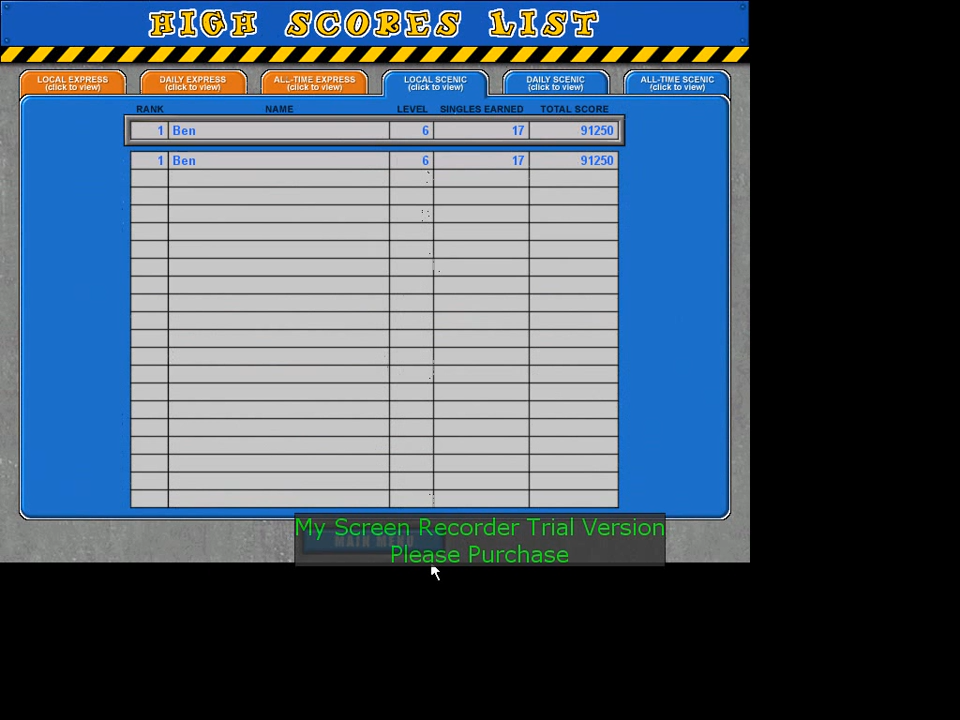 HIGH SCORES LIST
LOCAL EXPRESS DAILY EXPRESS ALL-TIME EXPRESS LOCAL SCENIC DAILY SCENIC ALL-TIME SCENIC
(click to view) (click to view) (click to view) (click to view) (click to view) (click to view)
RANK NAME LEVEL SINGLES EARNED TOTAL SCORE
1 Ben 6 17 91250
1 Ben 6 17 91250
My Screen Recorder Trial Version
MAIN MENU
Please Purchase